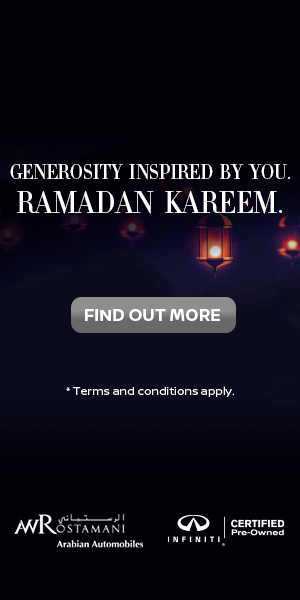 GENEROSITY INSPIRED BY YOU.
RAMADAN KAREEM.
FIND OUT MORE
* Terms and conditions apply.
الرستماني
AWROSTAMANI
Arabian Automobiles
INFINITI®
CERTIFIED
Pre-Owned